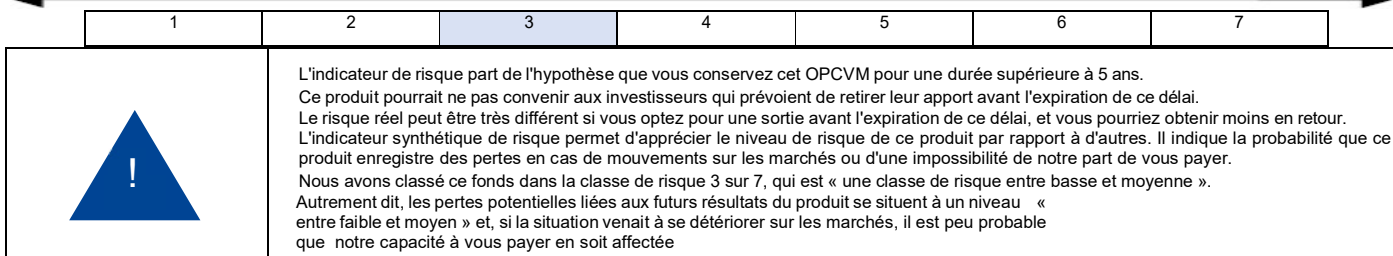 1 2 3 4 5 6 7
L'indicateur de risque part de l'hypothèse que vous conservez cet OPCVM pour une durée supérieure à 5 ans.
Ce produit pourrait ne pas convenir aux investisseurs qui prévoient de retirer leur apport avant l'expiration de ce délai.
Le risque réel peut être très différent si vous optez pour une sortie avant l'expiration de ce délai, et vous pourriez obtenir moins en retour.
L'indicateur synthétique de risque permet d'apprécier le niveau de risque de ce produit par rapport à d'autres. Il indique la probabilité que ce
produit enregistre des pertes en cas de mouvements sur les marchés ou d'une impossibilité de notre part de vous payer.
!
Nous avons classé ce fonds dans la classe de risque 3 sur 7, qui est « une classe de risque entre basse et moyenne ».
Autrement dit, les pertes potentielles liées aux futurs résultats du produit se situent à un niveau «
entre faible et moyen » et, si la situation venait à se détériorer sur les marchés, il est peu probable
que notre capacité à vous payer en soit affectée